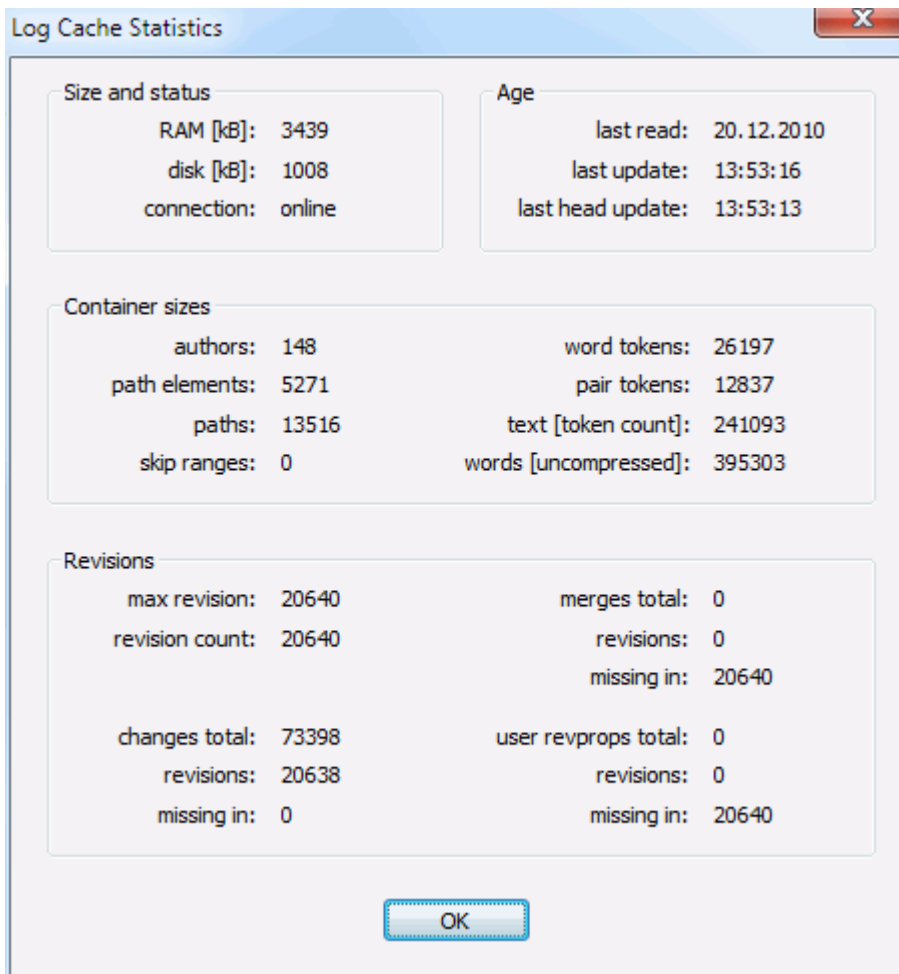 Log Cache Statistics
Size and status
RAM [kB]: 3439
disk [kB]: 1008
connection: online
Age
last read: 20.12.2010
last update: 13:53:16
last head update: 13:53:13
Container sizes
authors: 148
path elements: 5271
paths: 13516
skip ranges: 0
word tokens: 26197
pair tokens: 12837
text [token count]: 241093
words [uncompressed]: 395303
Revisions
max revision: 20640
revision count: 20640
merges total: 0
revisions: 0
missing in: 20640
changes total: 73398
revisions: 20638
missing in: 0
user revprops total: 0
revisions: 0
missing in: 20640
OK